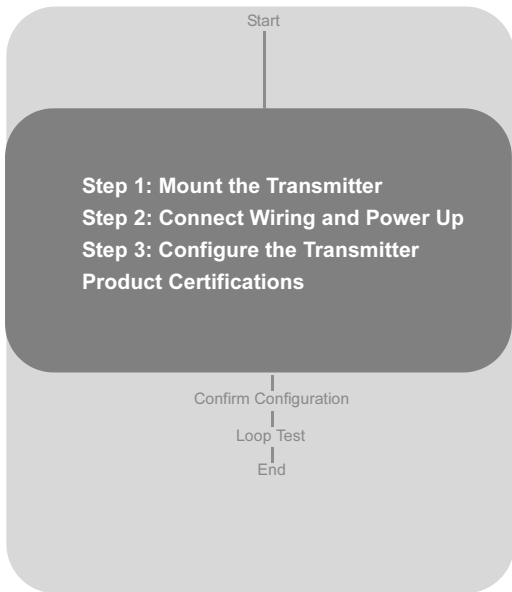 Start
Step 1: Mount the Transmitter
Step 2: Connect Wiring and Power Up
Step 3: Configure the Transmitter
Product Certifications
Confirm Configuration
Loop Test
End